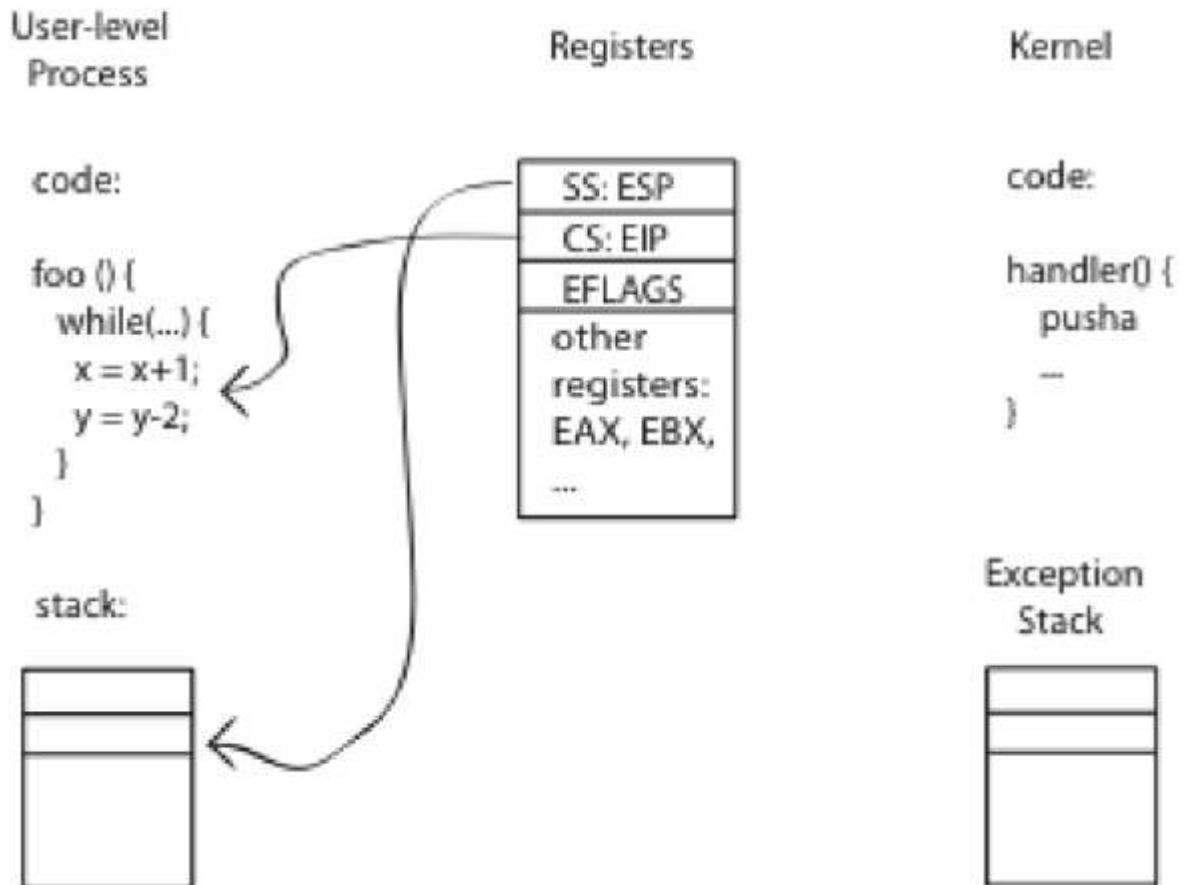 User-level
Process
code:
foo () {
while(...) {
x = x+1;
y = y-2;
}
}
stack:
Registers
SS: ESP
CS: EIP
EFLAGS
other
registers:
EAX, EBX,
...
Kernel
code:
handler() {
pusha
...
}
Exception
Stack